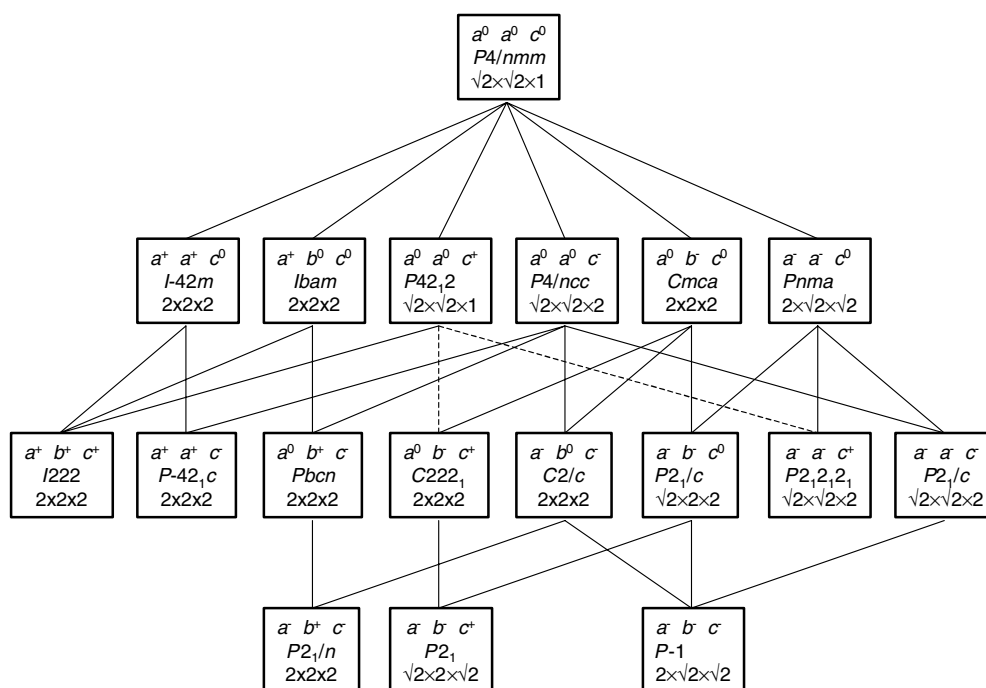 a⁰ a⁰ c⁰
P4/nmm
√2×√2×1
a⁺ a⁺ c⁰
I-42m
2x2x2
a⁺ b⁰ c⁰
Ibam
2x2x2
a⁰ a⁰ c⁺
P42₁2
√2×√2×1
a⁰ a⁰ c⁻
P4/ncc
√2×√2×2
a⁰ b⁻ c⁰
Cmca
2x2x2
a⁻ a⁻ c⁰
Pnma
2×√2×√2
a⁺ b⁺ c⁺
I222
2x2x2
a⁺ a⁺ c⁻
P-42₁c
2x2x2
a⁰ b⁺ c⁻
Pbcn
2x2x2
a⁰ b⁻ c⁺
C222₁
2x2x2
a⁻ b⁰ c⁻
C2/c
2x2x2
a⁻ b⁻ c⁰
P2₁/c
√2×2×2
a⁻ a⁻ c⁺
P2₁2₁2₁
√2×√2×2
a⁻ a⁻ c⁻
P2₁/c
√2×√2×2
a⁻ b⁺ c⁻
P2₁/n
2x2x2
a⁻ b⁻ c⁺
P2₁
√2×2×√2
a⁻ b⁻ c⁻
P-1
2×√2×√2